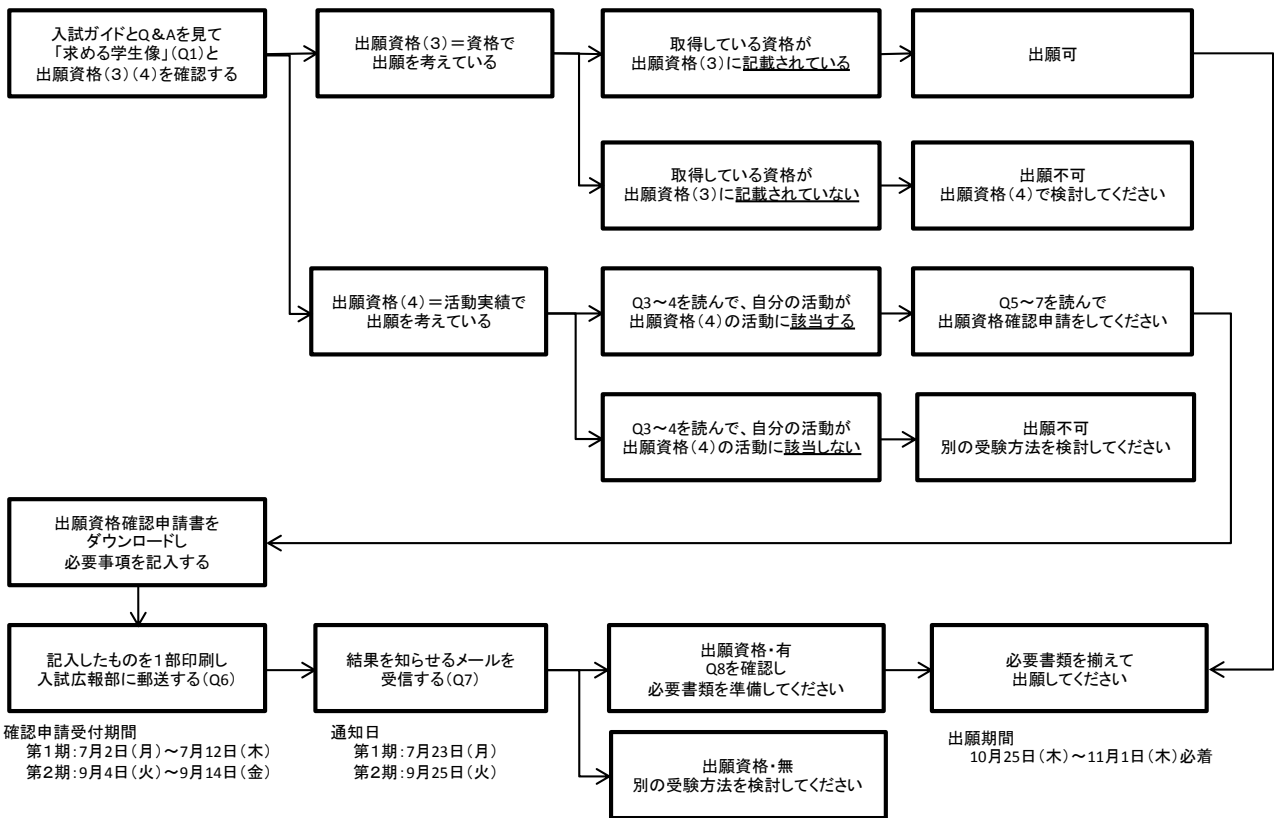 入試ガイドとQ&Aを見て
「求める学生像」(Q1)と
出願資格(3)(4)を確認する
出願資格(3)=資格で
出願を考えている
取得している資格が
出願資格(3)に記載されている
出願可
取得している資格が
出願資格(3)に記載されていない
出願不可
出願資格(4)で検討してください
出願資格(4)=活動実績で
出願を考えている
Q3~4を読んで、自分の活動が
出願資格(4)の活動に該当する
Q5~7を読んで
出願資格確認申請をしてください
Q3~4を読んで、自分の活動が
出願資格(4)の活動に該当しない
出願不可
別の受験方法を検討してください
出願資格確認申請書を
ダウンロードし
必要事項を記入する
記入したものを1部印刷し
入試広報部に郵送する(Q6)
結果を知らせるメールを
受信する(Q7)
出願資格・有
Q8を確認し
必要書類を準備してください
必要書類を揃えて
出願してください
確認申請受付期間
第1期:7月2日(月)~7月12日(木)
第2期:9月4日(火)~9月14日(金)
通知日
第1期:7月23日(月)
第2期:9月25日(火)
出願資格・無
別の受験方法を検討してください
出願期間
10月25日(木)~11月1日(木)必着